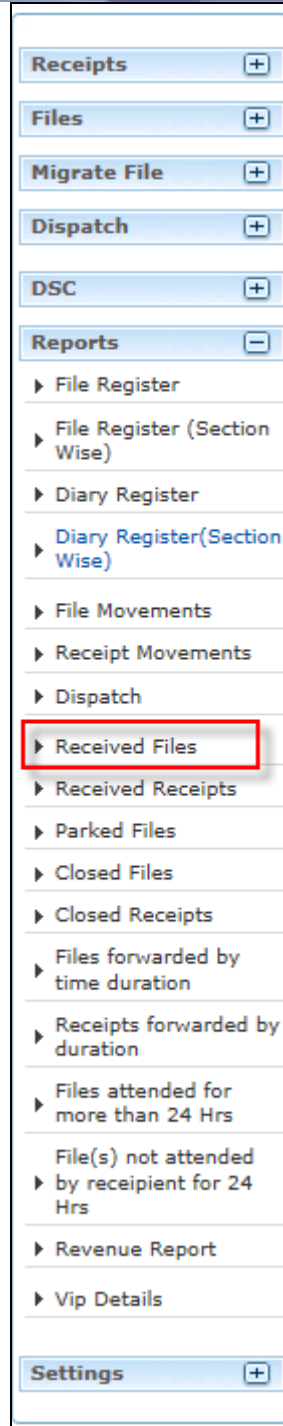 Receipts
Files
Migrate File
Dispatch
DSC
Reports
File Register
File Register (Section
Wise)
Diary Register
Diary Register(Section
Wise)
File Movements
Receipt Movements
Dispatch
Received Files
Received Receipts
Parked Files
Closed Files
Closed Receipts
Files forwarded by
time duration
Receipts forwarded by
duration
Files attended for
more than 24 Hrs
File(s) not attended
by receipient for 24
Hrs
Revenue Report
Vip Details
Settings